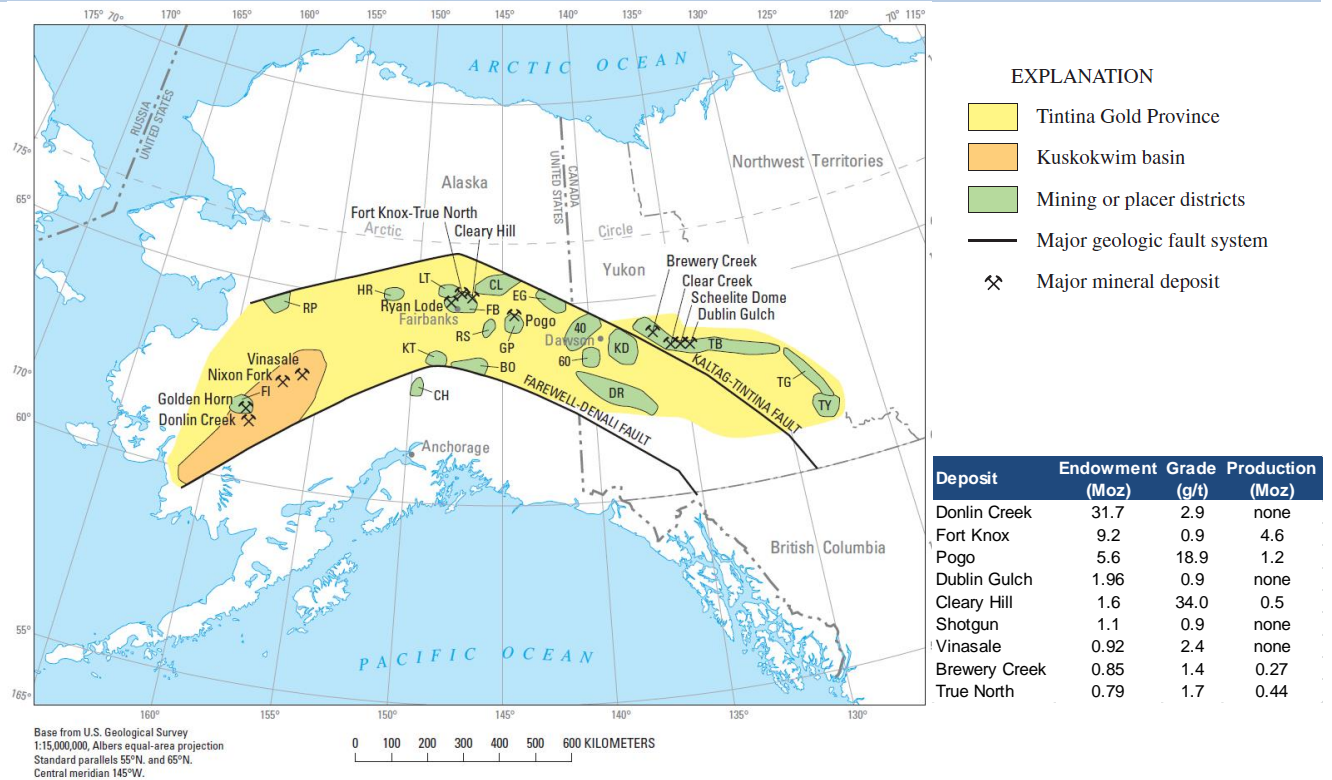 175° 70° 170° 165° 160° 155° 150° 145° 140° 135° 130° 125° 120° 70° 115°
ARCTIC OCEAN
RUSSIA
UNITED STATES
175°
65°
170°
60°
55°
165°
UNITED STATES
CANADA
Northwest Territories
Alaska
Fort Knox-True North
Arctic
Cleary Hill
Circle
Yukon
Brewery Creek
Clear Creek
Scheelite Dome
Dublin Gulch
LT
CL
HR
EG
RP
Ryan Lode
FB
Pogo
Fairbanks
40
RS
GP
Dawson
KD
TB
KT
60
Vinasale
BO
Nixon Fork
FI
TG
Golden Horn
CH
DR
TY
Donlin Creek
KALTAG-TINTINA FAULT
FAREWELL-DENALI FAULT
Anchorage
British Columbia
PACIFIC OCEAN
160° 155° 150° 145° 140° 135° 130°
Base from U.S. Geological Survey
1:15,000,000, Albers equal-area projection
Standard parallels 55°N. and 65°N.
Central meridian 145°W.
0 100 200 300 400 500 600 KILOMETERS
EXPLANATION
Tintina Gold Province
Kuskokwim basin
Mining or placer districts
Major geologic fault system
Major mineral deposit
Deposit Endowment (Moz) Grade (g/t) Production (Moz)
Donlin Creek 31.7 2.9 none
Fort Knox 9.2 0.9 4.6
Pogo 5.6 18.9 1.2
Dublin Gulch 1.96 0.9 none
Cleary Hill 1.6 34.0 0.5
Shotgun 1.1 0.9 none
Vinasale 0.92 2.4 none
Brewery Creek 0.85 1.4 0.27
True North 0.79 1.7 0.44